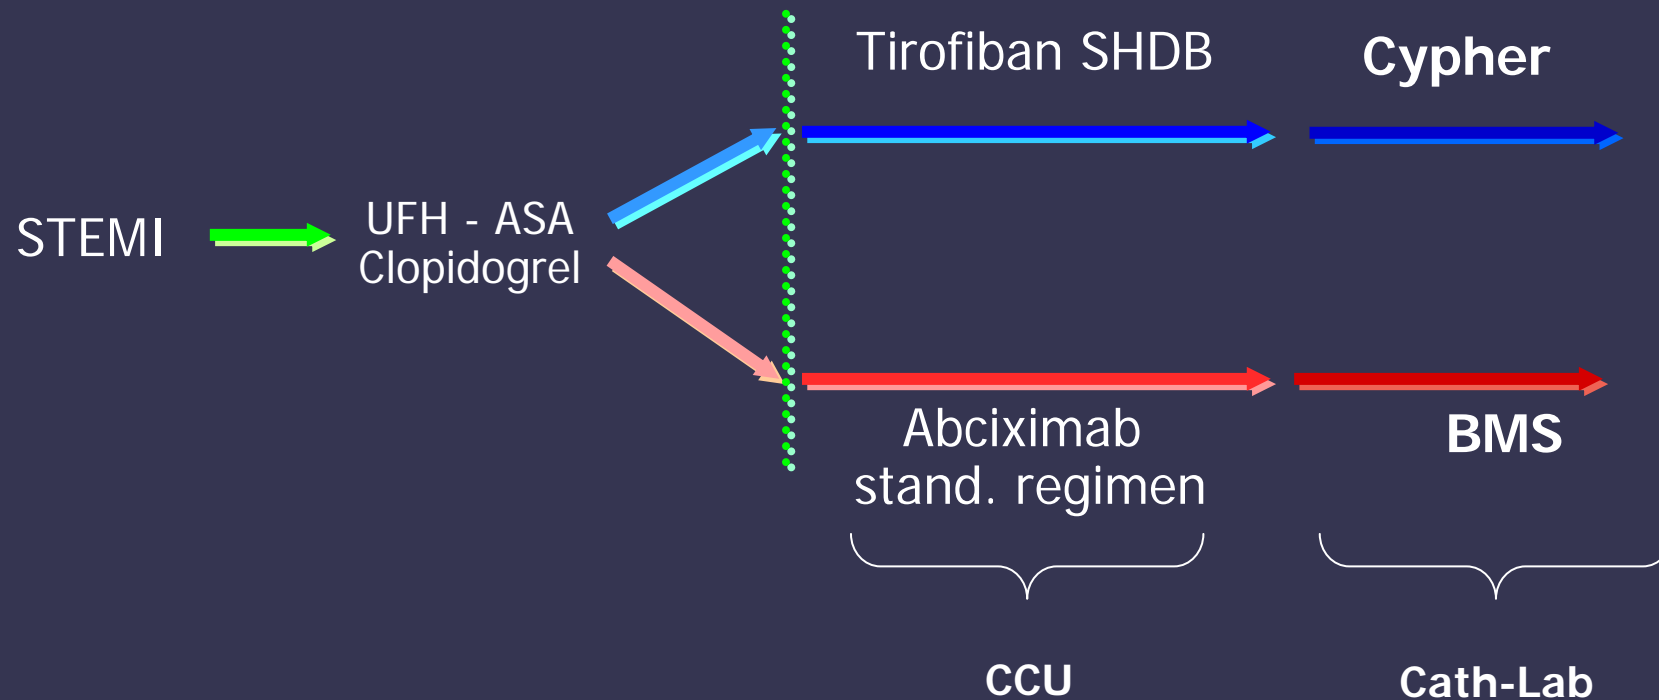 Tirofiban SHDB
Cypher
STEMI
UFH - ASA
Clopidogrel
Abciximab
stand. regimen
BMS
CCU
Cath-Lab